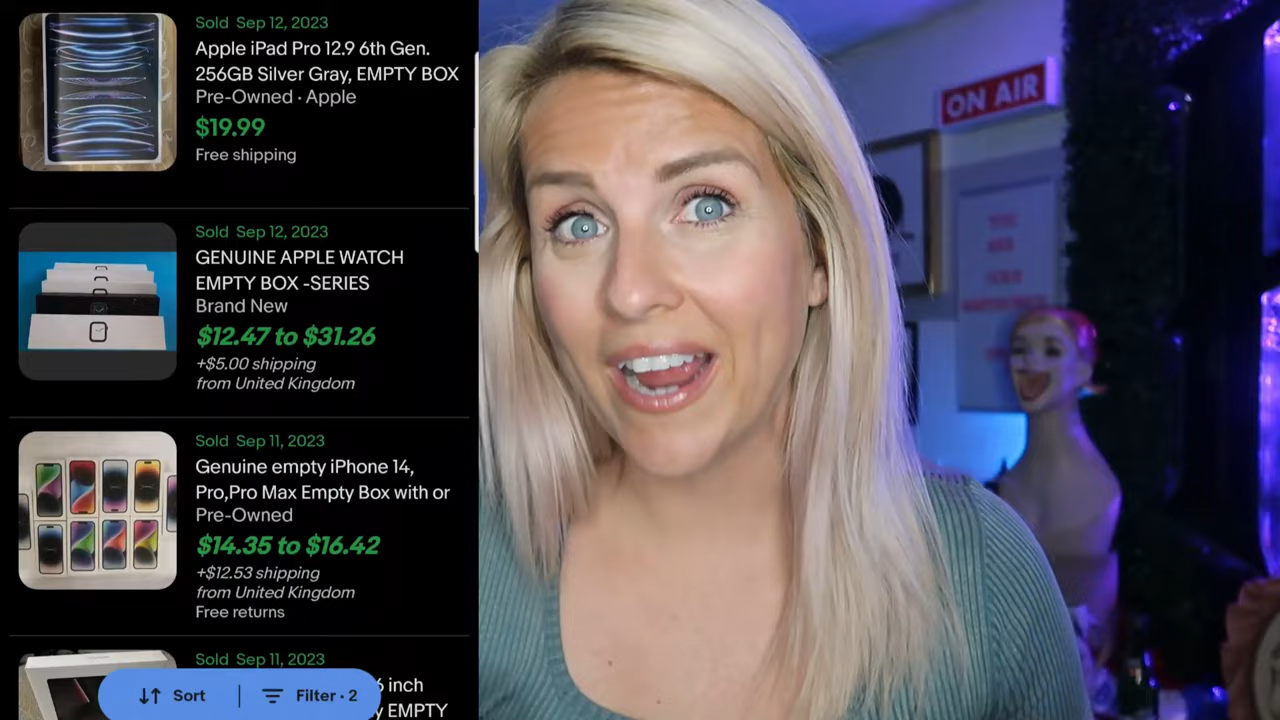 Sold Sep 12, 2023
Apple iPad Pro 12.9 6th Gen.
256GB Silver Gray, EMPTY BOX
Pre-Owned · Apple
$19.99
Free shipping
Sold Sep 12, 2023
GENUINE APPLE WATCH
EMPTY BOX -SERIES
Brand New
$12.47 to $31.26
+$5.00 shipping
from United Kingdom
Sold Sep 11, 2023
Genuine empty iPhone 14,
Pro,Pro Max Empty Box with or
Pre-Owned
$14.35 to $16.42
+$12.53 shipping
from United Kingdom
Free returns
Sold Sep 11, 2023
inch
EMPTY
Sort
Filter · 2
ON AIR